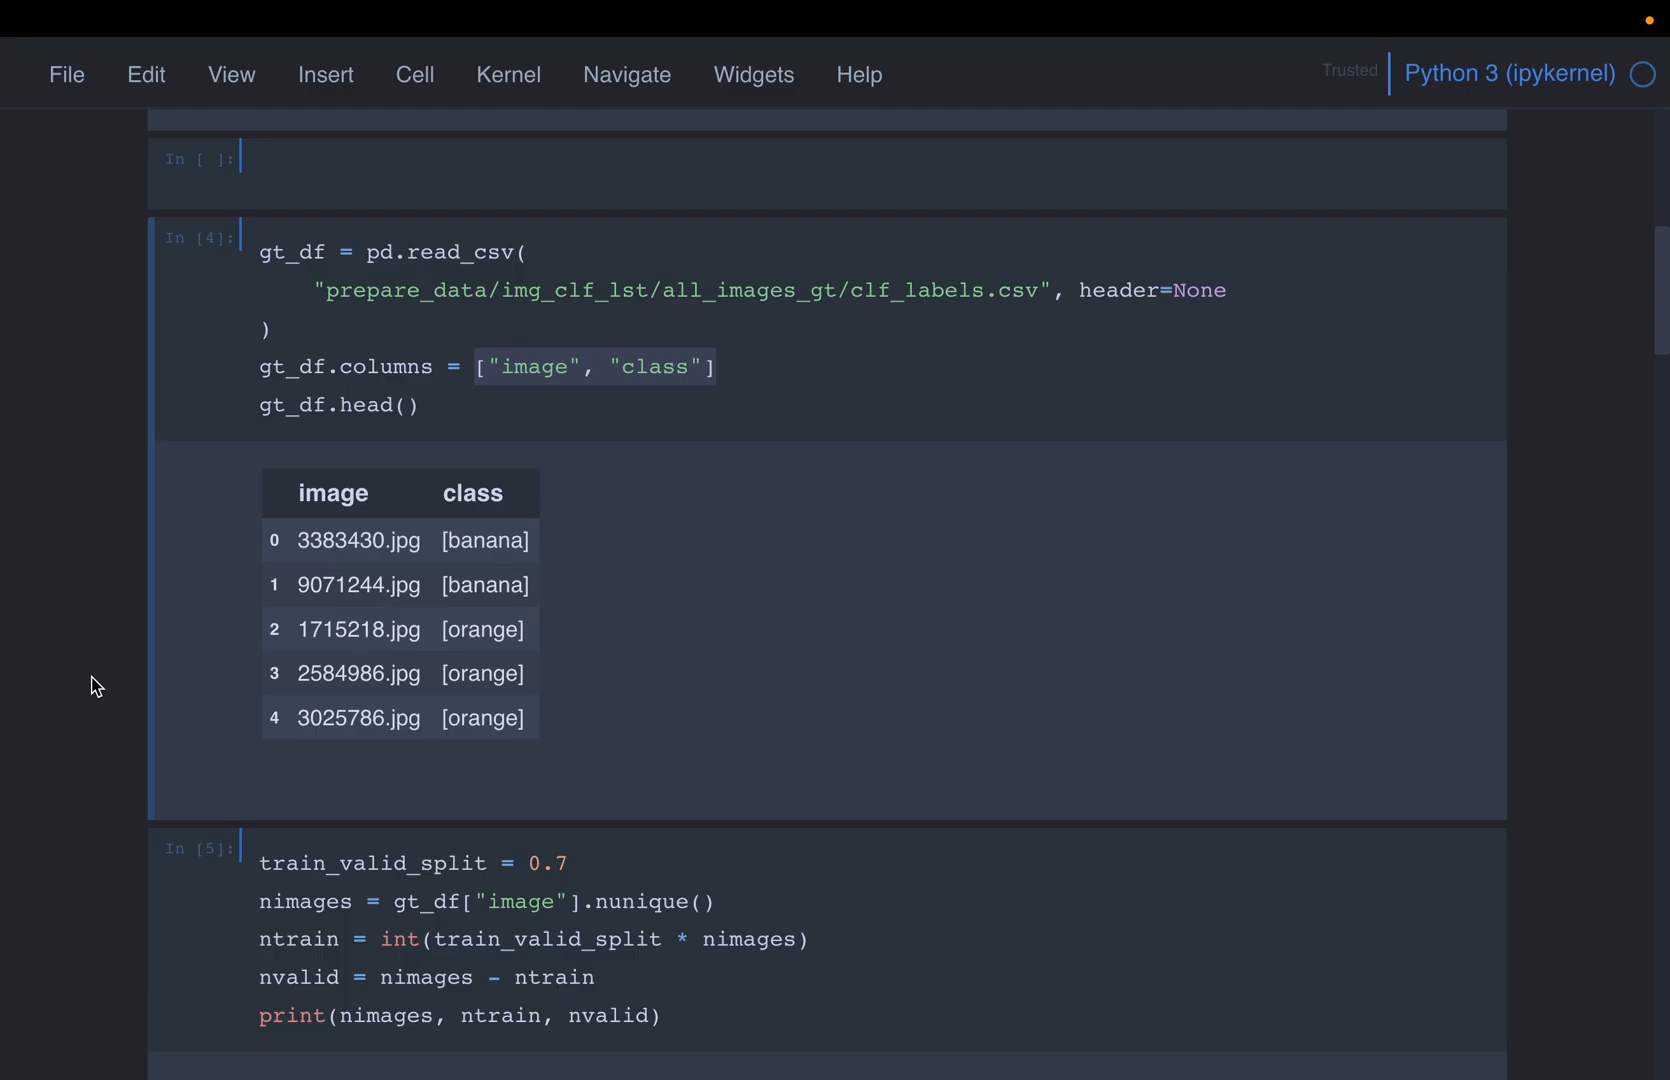 File Edit View Insert Cell Kernel Navigate Widgets Help Trusted Python 3 (ipykernel)
In [ ]:
In [4]:
gt_df = pd.read_csv(
"prepare_data/img_clf_lst/all_images_gt/clf_labels.csv", header=None
)
gt_df.columns = ["image", "class"]
gt_df.head()
image class
0 3383430.jpg [banana]
1 9071244.jpg [banana]
2 1715218.jpg [orange]
3 2584986.jpg [orange]
4 3025786.jpg [orange]
In [5]:
train_valid_split = 0.7
nimages = gt_df["image"].nunique()
ntrain = int(train_valid_split * nimages)
nvalid = nimages - ntrain
print(nimages, ntrain, nvalid)